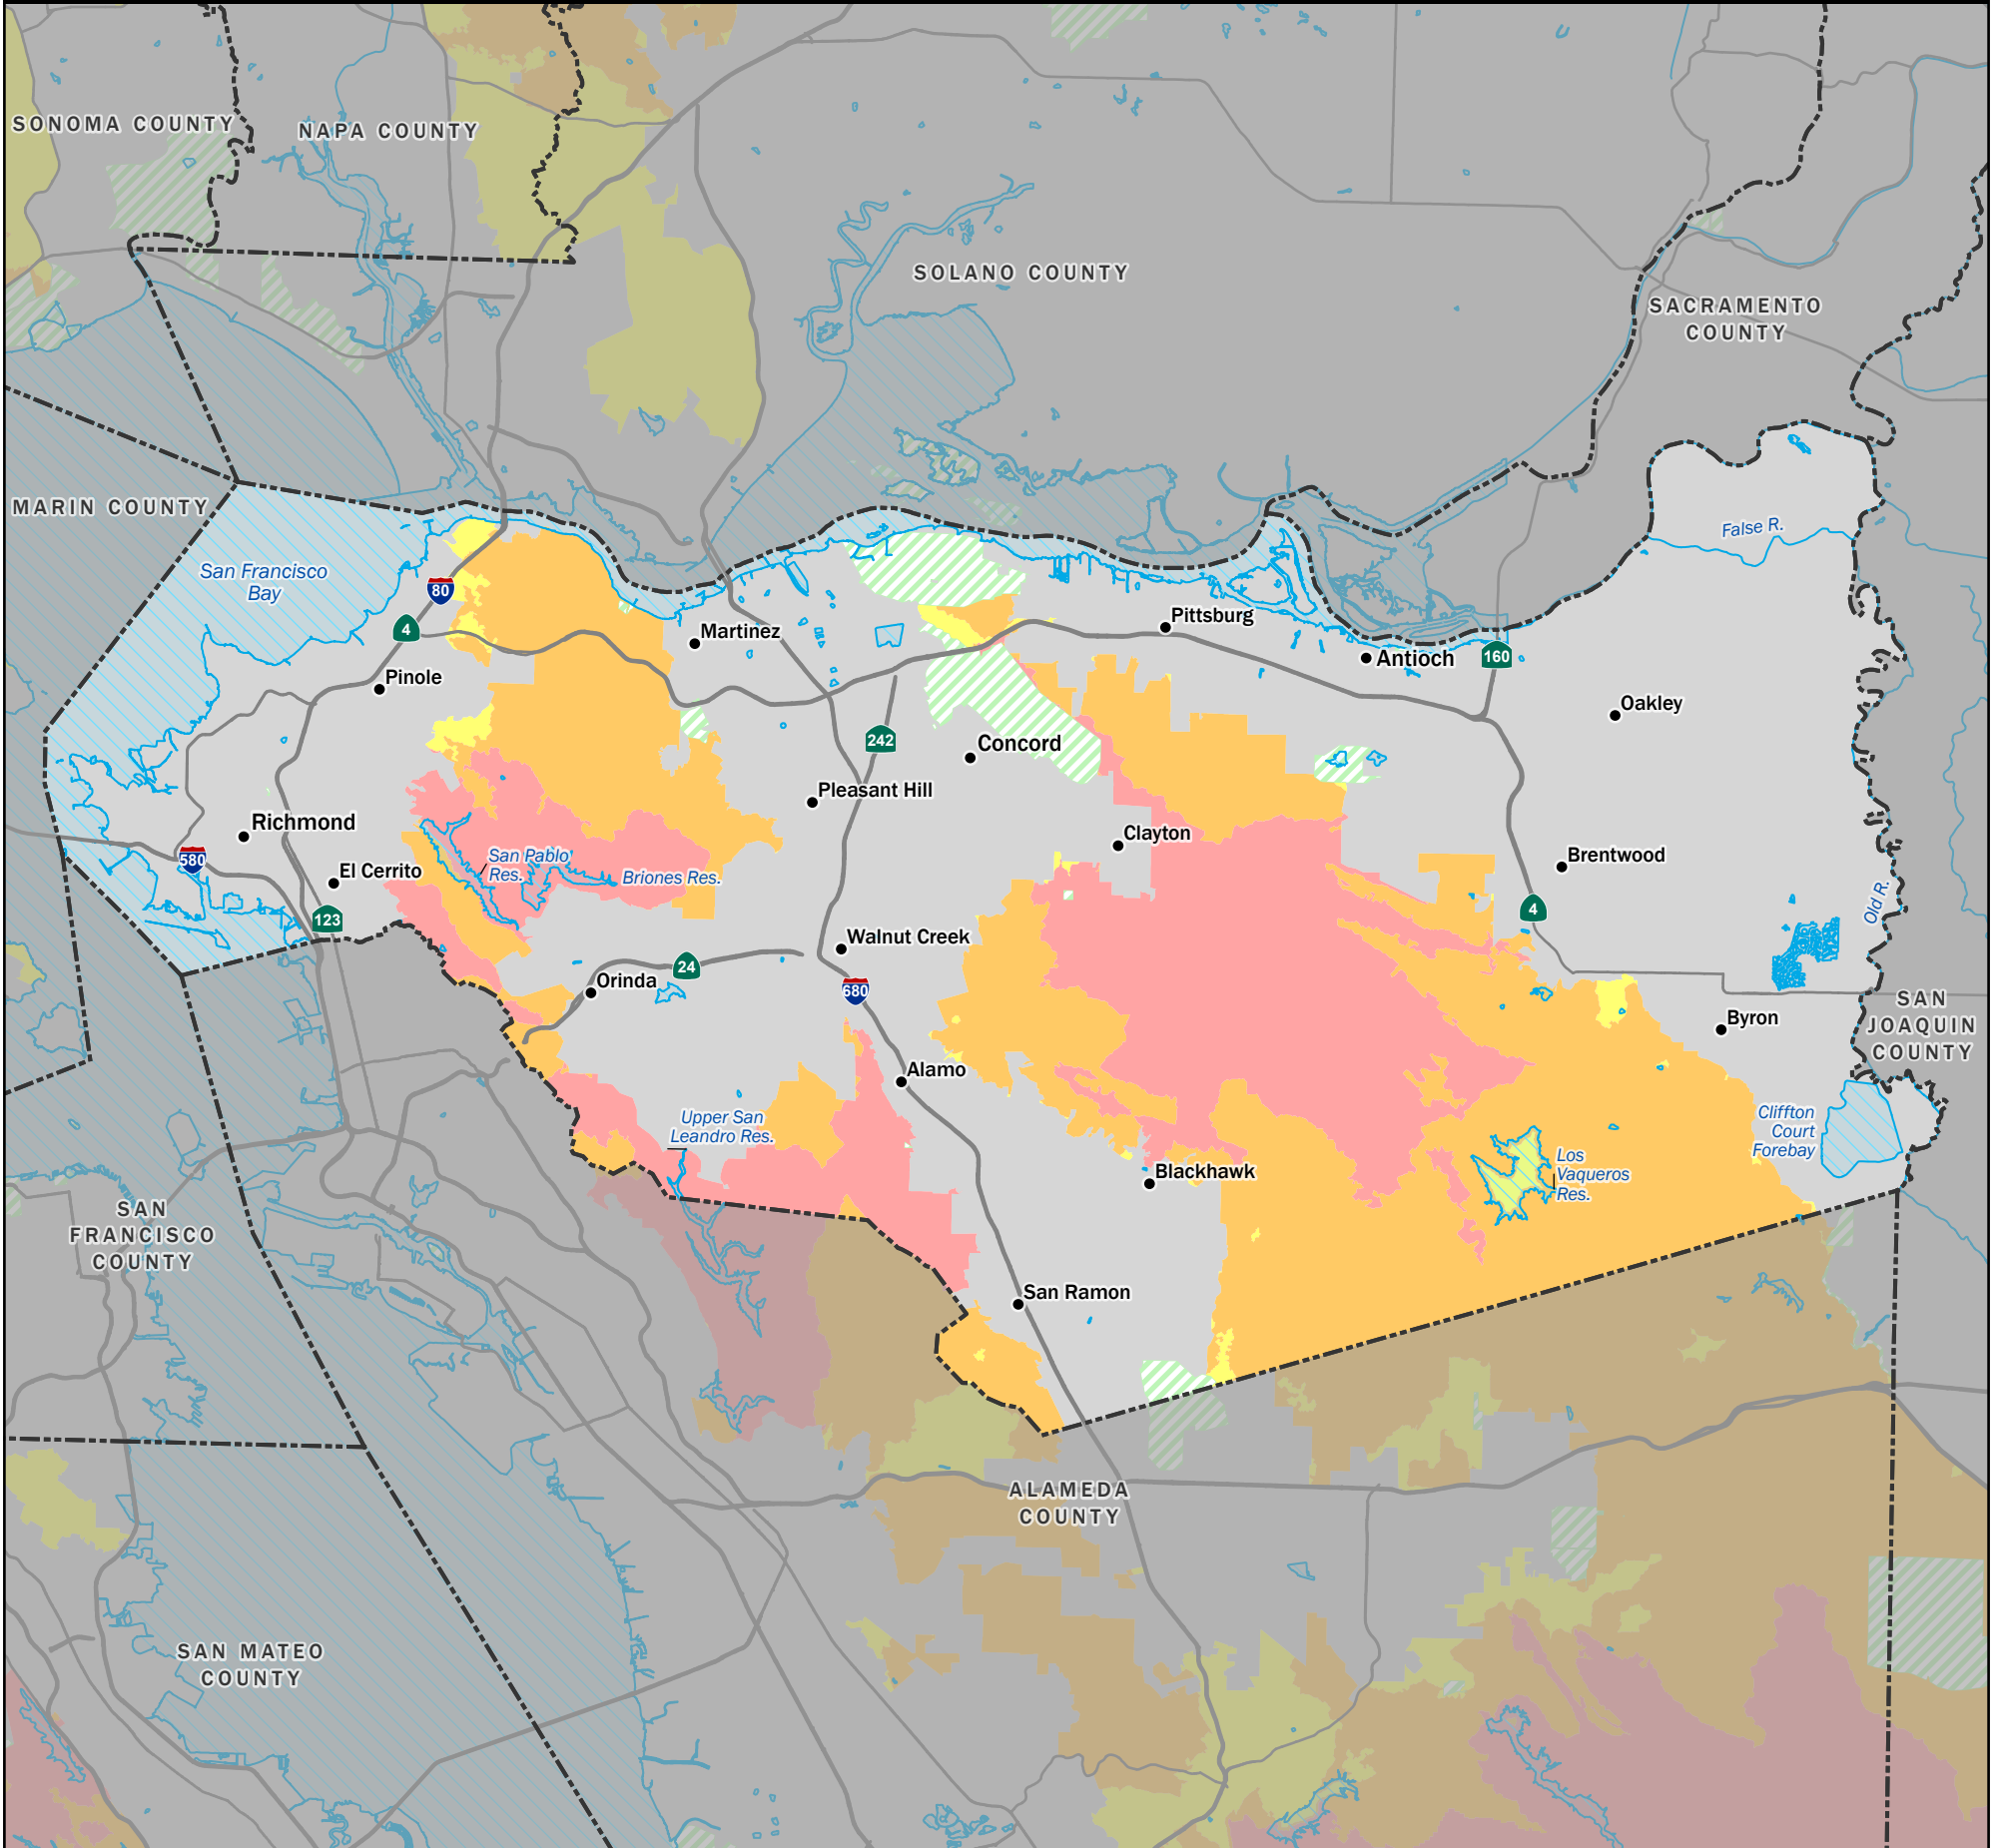 SONOMA COUNTY
NAPA COUNTY
SOLANO COUNTY
SACRAMENTO
COUNTY
MARIN COUNTY
False R.
San Francisco
Bay
80
4
Martinez
Pittsburg
Antioch
160
Pinole
Oakley
242
Concord
Pleasant Hill
Richmond
Clayton
580
San Pablo
Res.
Brentwood
El Cerrito
Briones Res.
123
4
Old R.
Walnut Creek
24
Orinda
680
SAN
JOAQUIN
COUNTY
Byron
Alamo
Upper San
Leandro Res.
Cliffton
Court
Forebay
Blackhawk
Los
Vaqueros
Res.
SAN
FRANCISCO
COUNTY
San Ramon
ALAMEDA
COUNTY
SAN MATEO
COUNTY